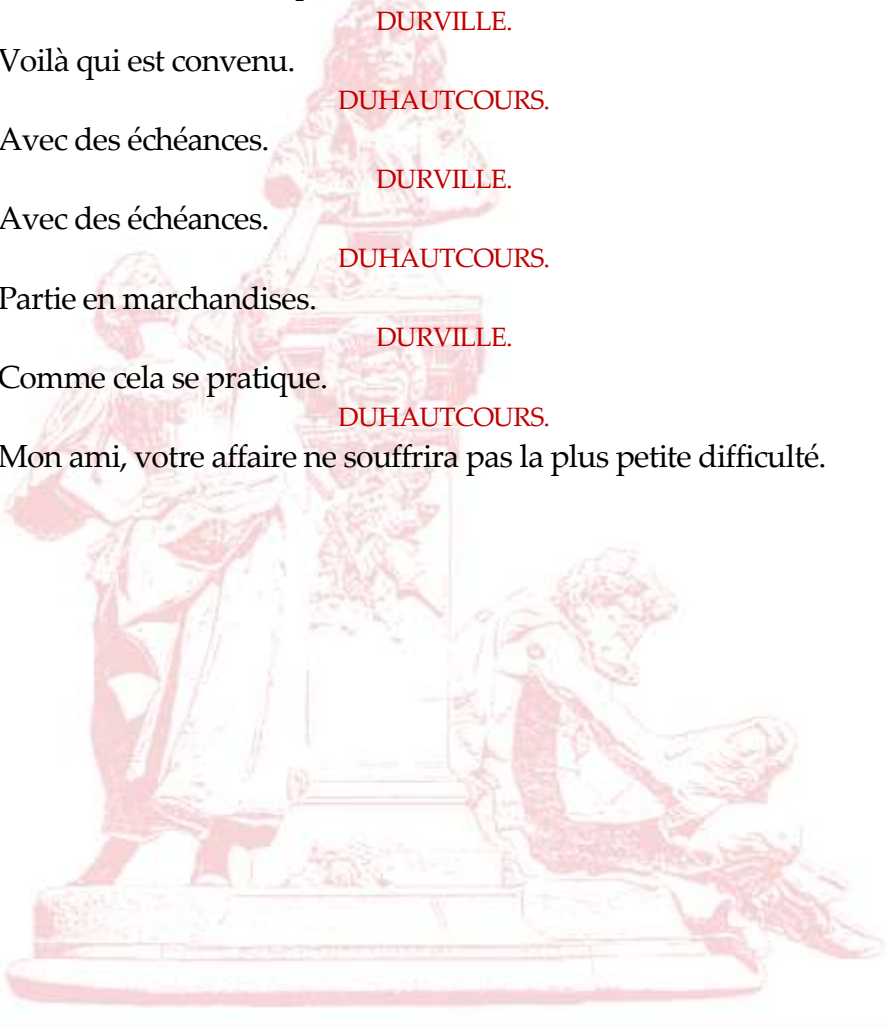 DURVILLE.
Voilà qui est convenu.
DUHAUTCOURS.
Avec des échéances.
DURVILLE.
Avec des échéances.
DUHAUTCOURS.
Partie en marchandises.
DURVILLE.
Comme cela se pratique.
DUHAUTCOURS.
Mon ami, votre affaire ne souffrira pas la plus petite difficulté.